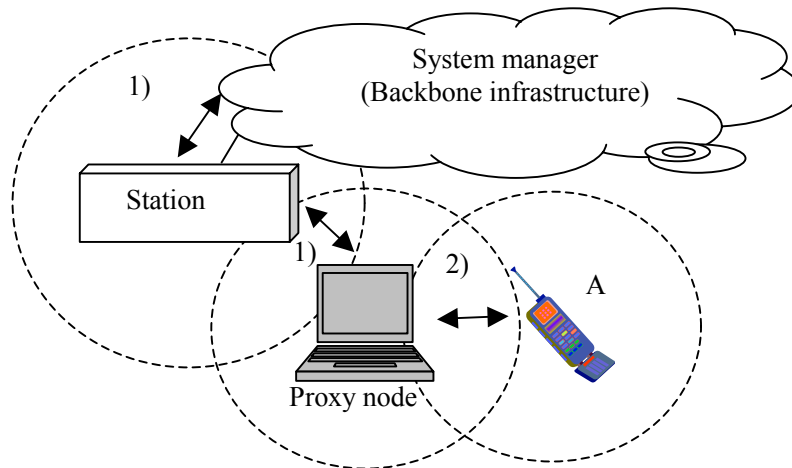 System manager
(Backbone infrastructure)
1)
Station
1)
2)
A
Proxy node